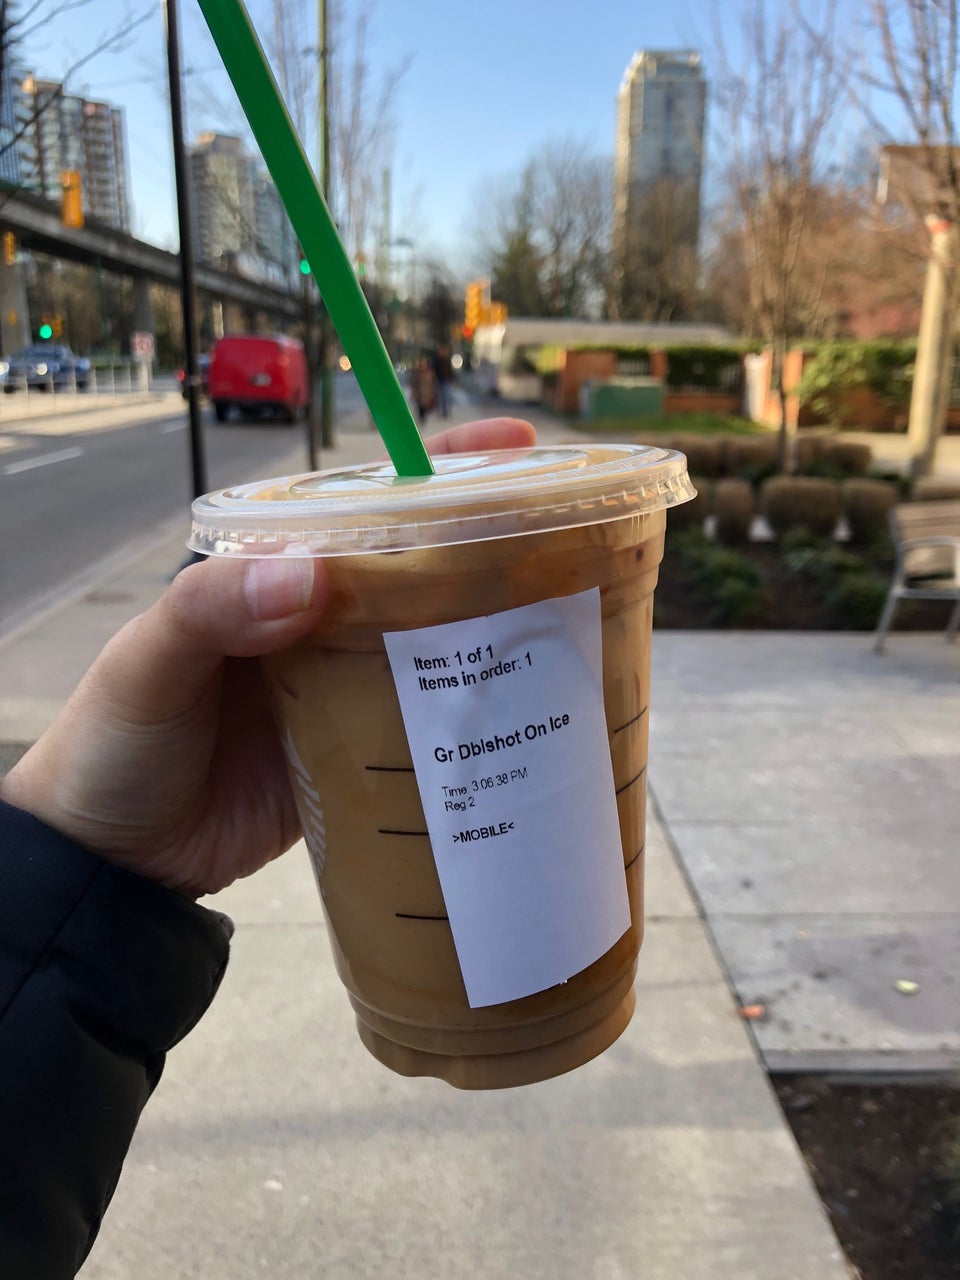 Item: 1 of 1
Items in order: 1
Gr Dblshot On Ice
Time: 3:06:38 PM
Reg 2
>MOBILE<